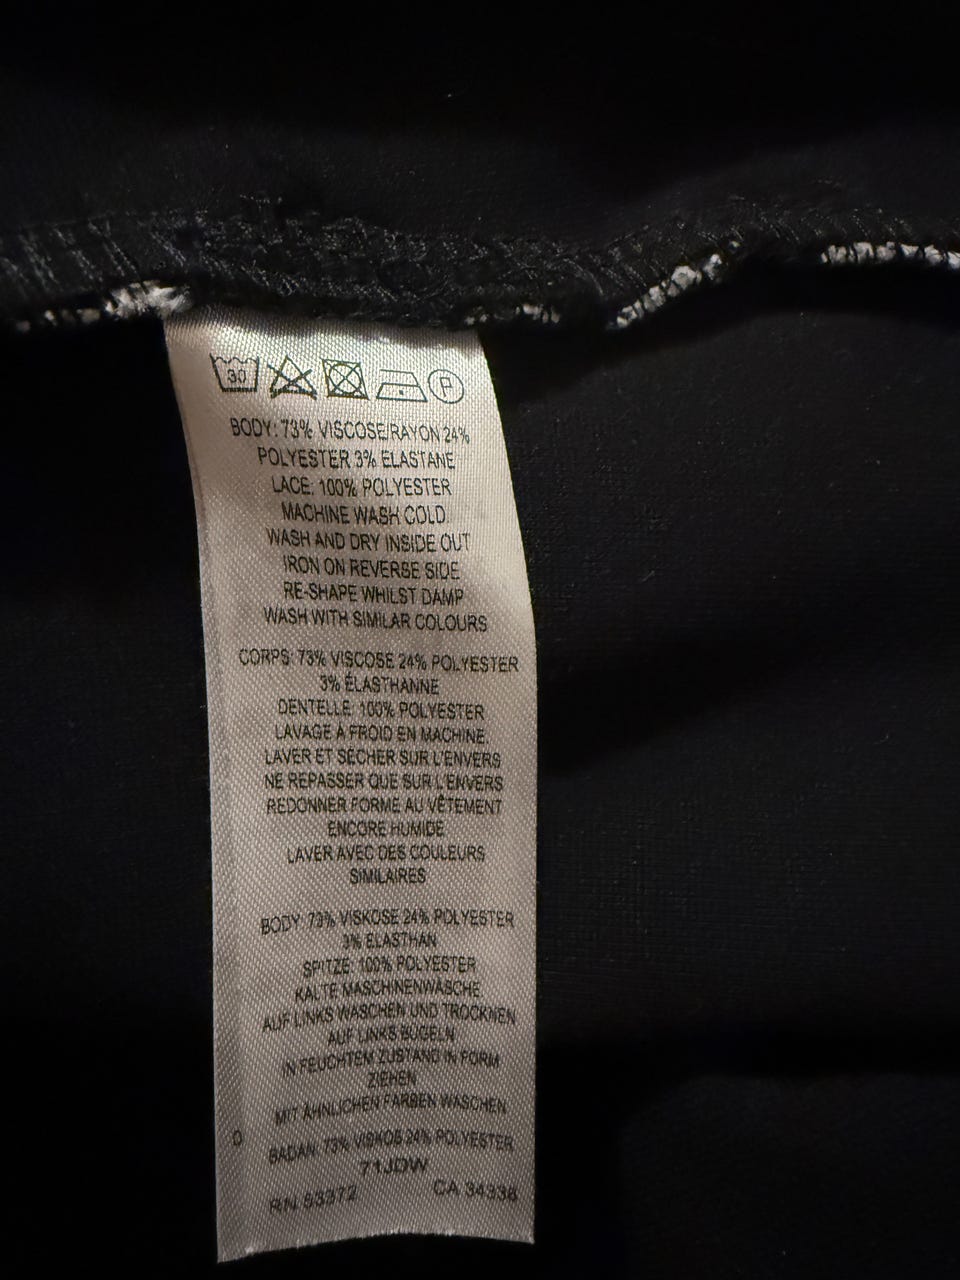 30
P
BODY: 73% VISCOSE/RAYON 24%
POLYESTER 3% ELASTANE
LACE: 100% POLYESTER
MACHINE WASH COLD
WASH AND DRY INSIDE OUT
IRON ON REVERSE SIDE
RE-SHAPE WHILST DAMP
WASH WITH SIMILAR COLOURS
CORPS: 73% VISCOSE 24% POLYESTER
3% ÉLASTHANNE
DENTELLE: 100% POLYESTER
LAVAGE À FROID EN MACHINE
LAVER ET SÉCHER SUR L'ENVERS
NE REPASSER QUE SUR L'ENVERS
REDONNER FORME AU VÊTEMENT
ENCORE HUMIDE
LAVER AVEC DES COULEURS
SIMILAIRES
BODY: 73% VISKOSE 24% POLYESTER
3% ELASTHAN
SPITZE: 100% POLYESTER
KALTE MASCHINENWÄSCHE
AUF LINKS WASCHEN UND TROCKNEN
AUF LINKS BÜGELN
IN FEUCHTEM ZUSTAND IN FORM
ZIEHEN
MIT ÄHNLICHEN FARBEN WASCHEN
0
BADAN: 73% VISKOS 24% POLYESTER
71JDW
RN 83372 CA 34338